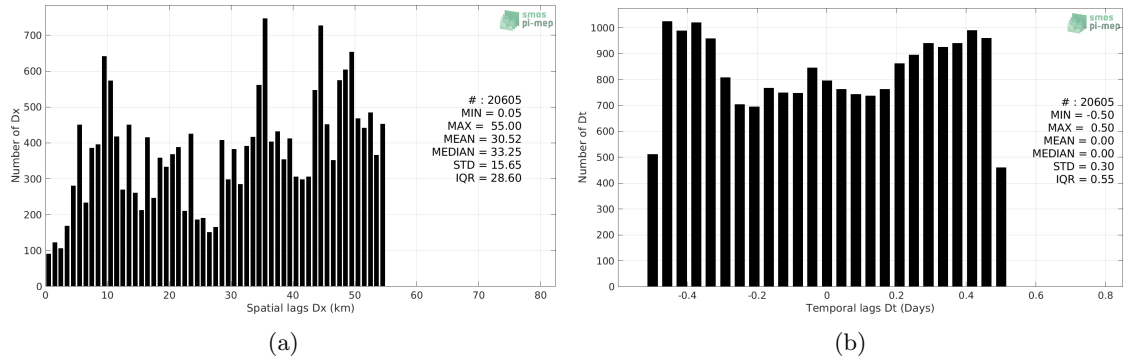 smos
pi-mep
700
600
500
400
300
200
100
0
Number of Dx
# : 20605
MIN = 0.05
MAX = 55.00
MEAN = 30.52
MEDIAN = 33.25
STD = 15.65
IQR = 28.60
0 10 20 30 40 50 60 70 80
Spatial lags Dx (km)
(a)
smos
pi-mep
1000
900
800
700
600
500
400
300
200
100
0
Number of Dt
# : 20605
MIN = -0.50
MAX = 0.50
MEAN = 0.00
MEDIAN = 0.00
STD = 0.30
IQR = 0.55
-0.4 -0.2 0 0.2 0.4 0.6 0.8
Temporal lags Dt (Days)
(b)